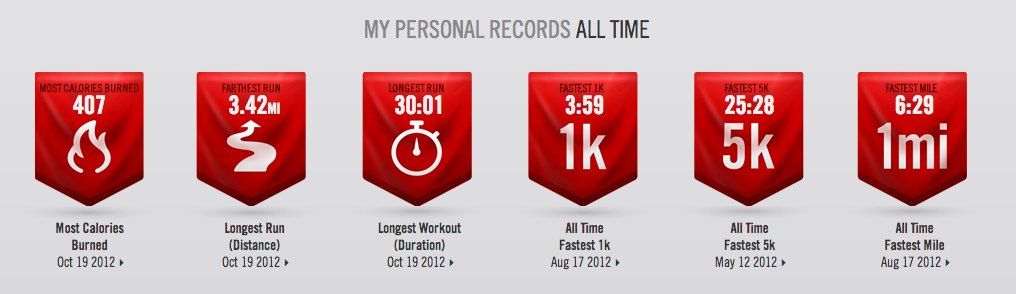 MY PERSONAL RECORDS ALL TIME
MOST CALORIES BURNED
407
FARTHEST RUN
3.42MI
LONGEST RUN
30:01
FASTEST 1K
3:59
1k
FASTEST 5K
25:28
5k
FASTEST MILE
6:29
1mi
Most Calories
Burned
Oct 19 2012
Longest Run
(Distance)
Oct 19 2012
Longest Workout
(Duration)
Oct 19 2012
All Time
Fastest 1k
Aug 17 2012
All Time
Fastest 5k
May 12 2012
All Time
Fastest Mile
Aug 17 2012